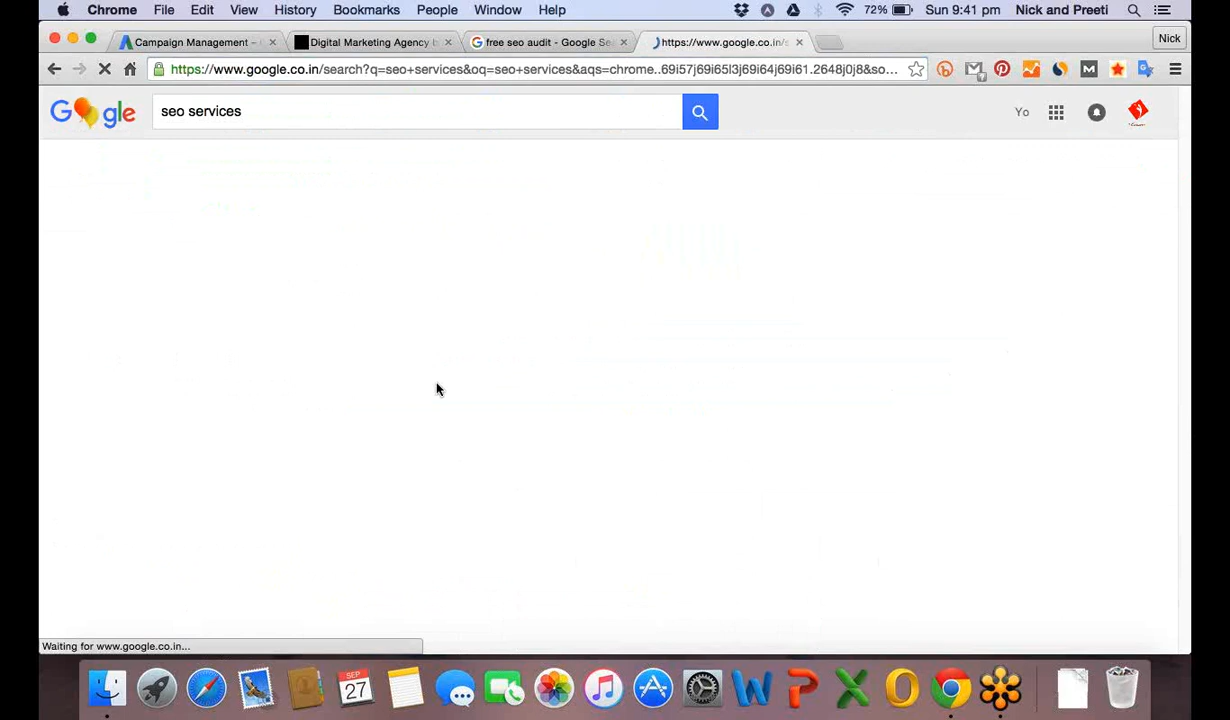 Chrome File Edit View History Bookmarks People Window Help 72% Sun 9:41 pm Nick and Preeti
Campaign Management - Digital Marketing Agency b free seo audit - Google Se https://www.google.co.in/s Nick
https://www.google.co.in/search?q=seo+services&oq=seo+services&aqs=chrome..69i57j69i65l3j69i64j69i61.2648j0j8&so...
G gle seo services Yo
Waiting for www.google.co.in...
SEP
27